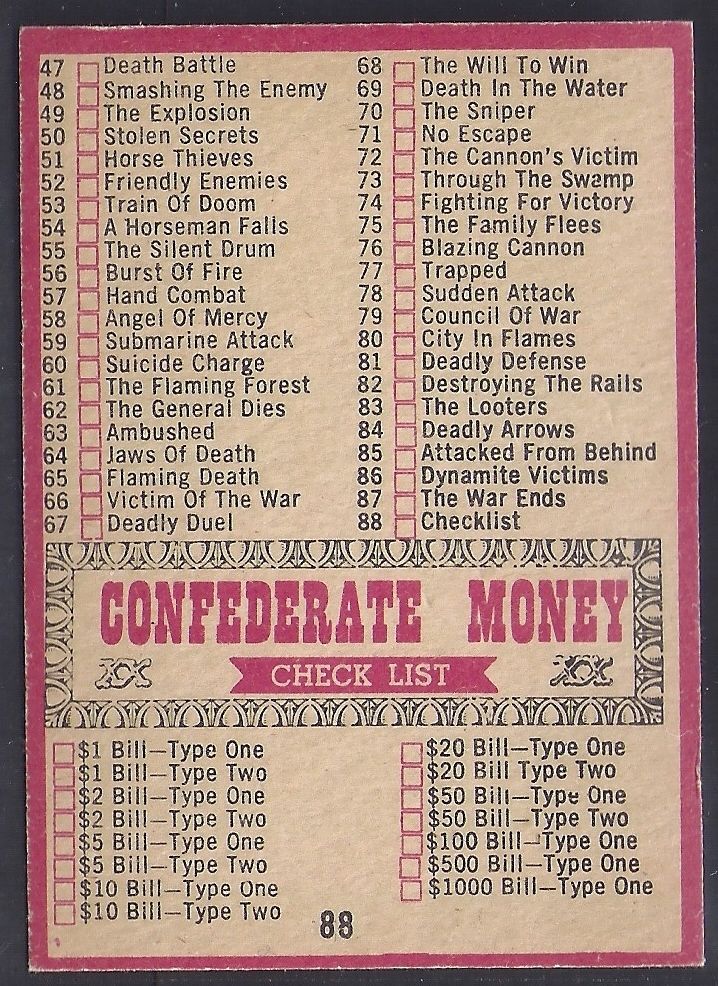 47 Death Battle
48 Smashing The Enemy
49 The Explosion
50 Stolen Secrets
51 Horse Thieves
52 Friendly Enemies
53 Train Of Doom
54 A Horseman Falls
55 The Silent Drum
56 Burst Of Fire
57 Hand Combat
58 Angel Of Mercy
59 Submarine Attack
60 Suicide Charge
61 The Flaming Forest
62 The General Dies
63 Ambushed
64 Jaws Of Death
65 Flaming Death
66 Victim Of The War
67 Deadly Duel
68 The Will To Win
69 Death In The Water
70 The Sniper
71 No Escape
72 The Cannon's Victim
73 Through The Swamp
74 Fighting For Victory
75 The Family Flees
76 Blazing Cannon
77 Trapped
78 Sudden Attack
79 Council Of War
80 City In Flames
81 Deadly Defense
82 Destroying The Rails
83 The Looters
84 Deadly Arrows
85 Attacked From Behind
86 Dynamite Victims
87 The War Ends
88 Checklist
CONFEDERATE MONEY
CHECK LIST
$1 Bill—Type One
$1 Bill—Type Two
$2 Bill—Type One
$2 Bill—Type Two
$5 Bill—Type One
$5 Bill—Type Two
$10 Bill—Type One
$10 Bill—Type Two
$20 Bill—Type One
$20 Bill Type Two
$50 Bill—Type One
$50 Bill—Type Two
$100 Bill—Type One
$500 Bill—Type One
$1000 Bill—Type One
88